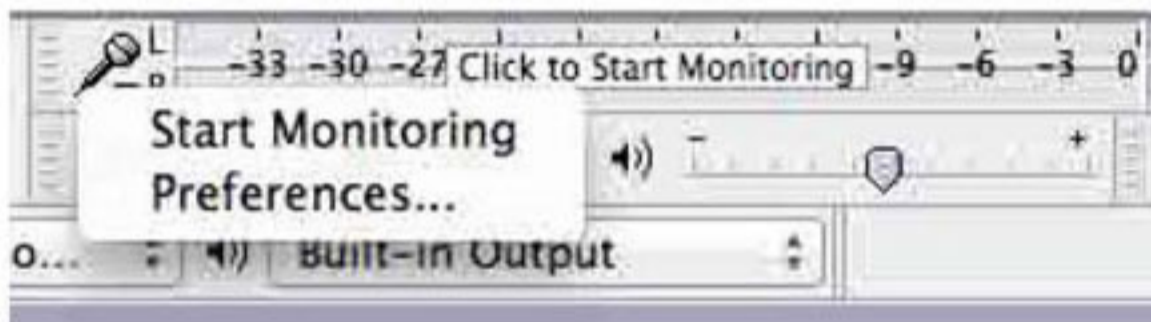 L
-33 -30 -27 Click to Start Monitoring -9 -6 -3 0
R
Start Monitoring
Preferences...
- +
o... Built-in Output